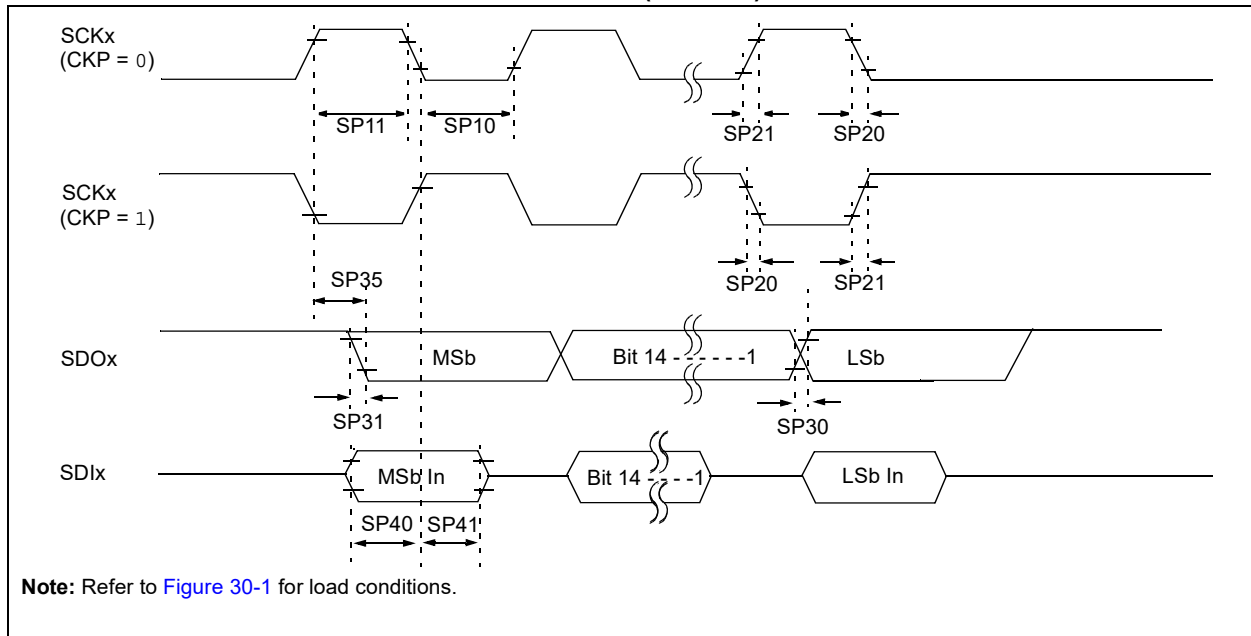 SCKx
(CKP = 0)
SP11
SP10
SP21
SP20
SCKx
(CKP = 1)
SP35
SP20
SP21
SDOx
MSb
Bit 14 - - - - - -1
LSb
SP31
SP30
SDIx
MSb In
Bit 14 - - - - -1
LSb In
SP40
SP41
Note: Refer to Figure 30-1 for load conditions.